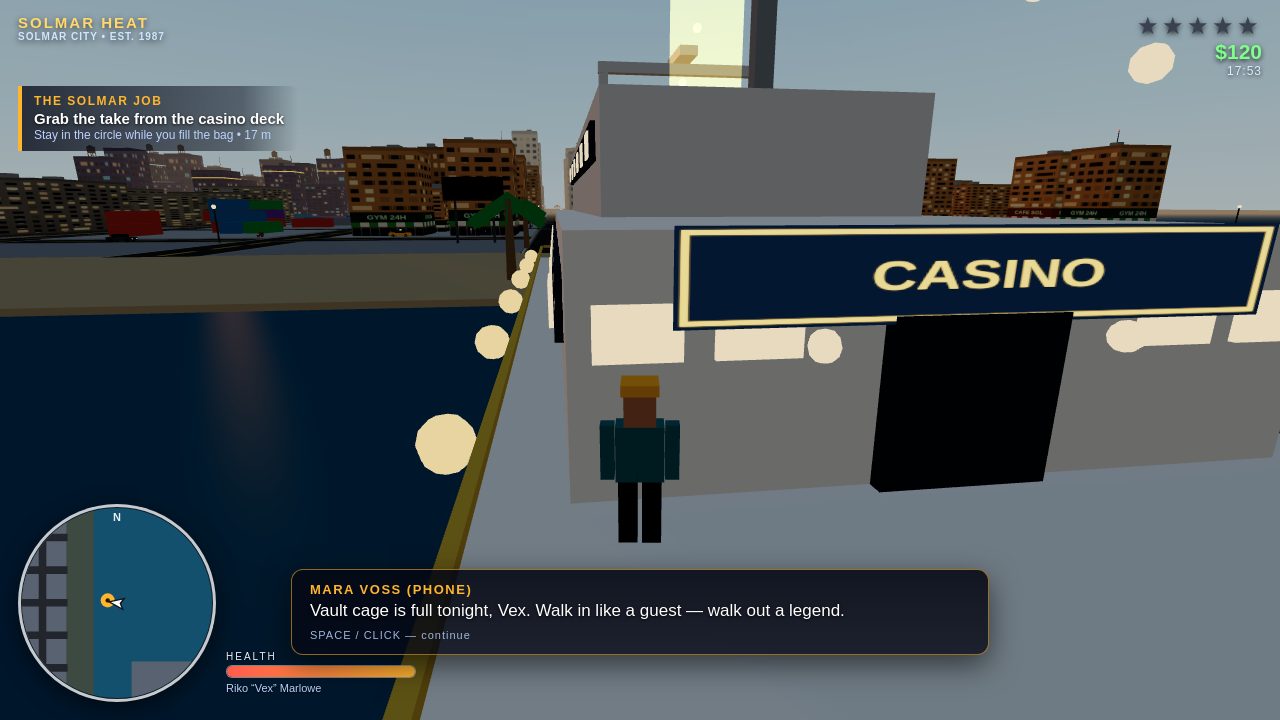 SOLMAR HEAT
SOLMAR CITY • EST. 1987
$120
17:53
THE SOLMAR JOB
Grab the take from the casino deck
Stay in the circle while you fill the bag • 17 m
GYM 24H
GYM 24H
GYM 24H
CASINO
N
MARA VOSS (PHONE)
Vault cage is full tonight, Vex. Walk in like a guest — walk out a legend.
SPACE / CLICK — continue
HEALTH
Riko “Vex” Marlowe